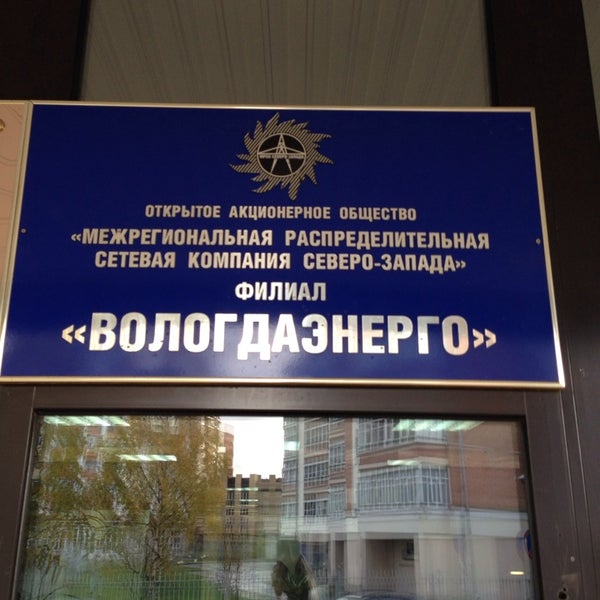 ОТКРЫТОЕ АКЦИОНЕРНОЕ ОБЩЕСТВО
«МЕЖРЕГИОНАЛЬНАЯ РАСПРЕДЕЛИТЕЛЬНАЯ
СЕТЕВАЯ КОМПАНИЯ СЕВЕРО-ЗАПАДА»
ФИЛИАЛ
«ВОЛОГДАЭНЕРГО»